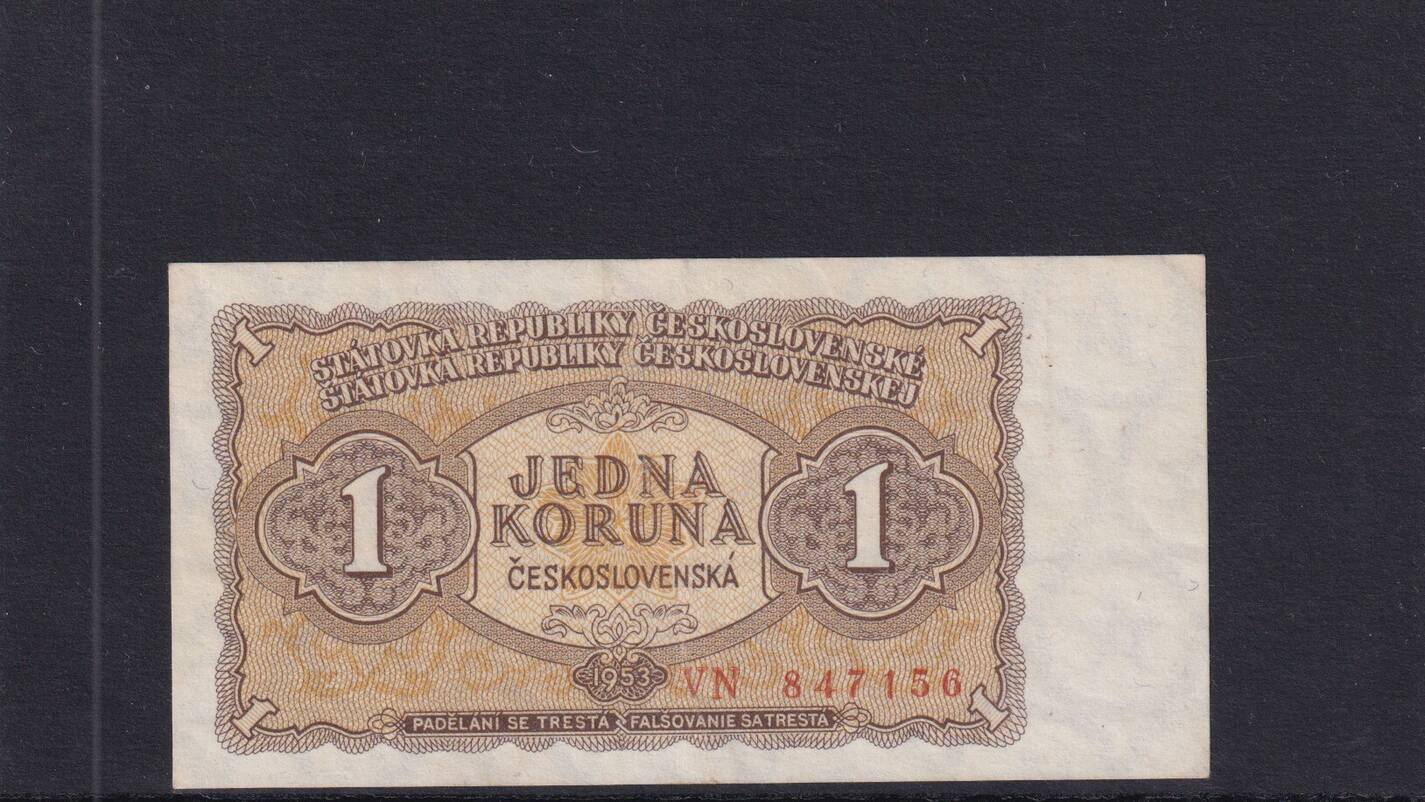 1 1
STÁTOVKA REPUBLIKY ČESKOSLOVENSKÉ
ŠTÁTOVKA REPUBLIKY ČESKOSLOVENSKEJ
1 JEDNA 1
KORUNA
ČESKOSLOVENSKÁ
1953 VN 847156
1 PADĚLÁNÍ SE TRESTÁ FALŠOVANIE SA TRESTÁ 1